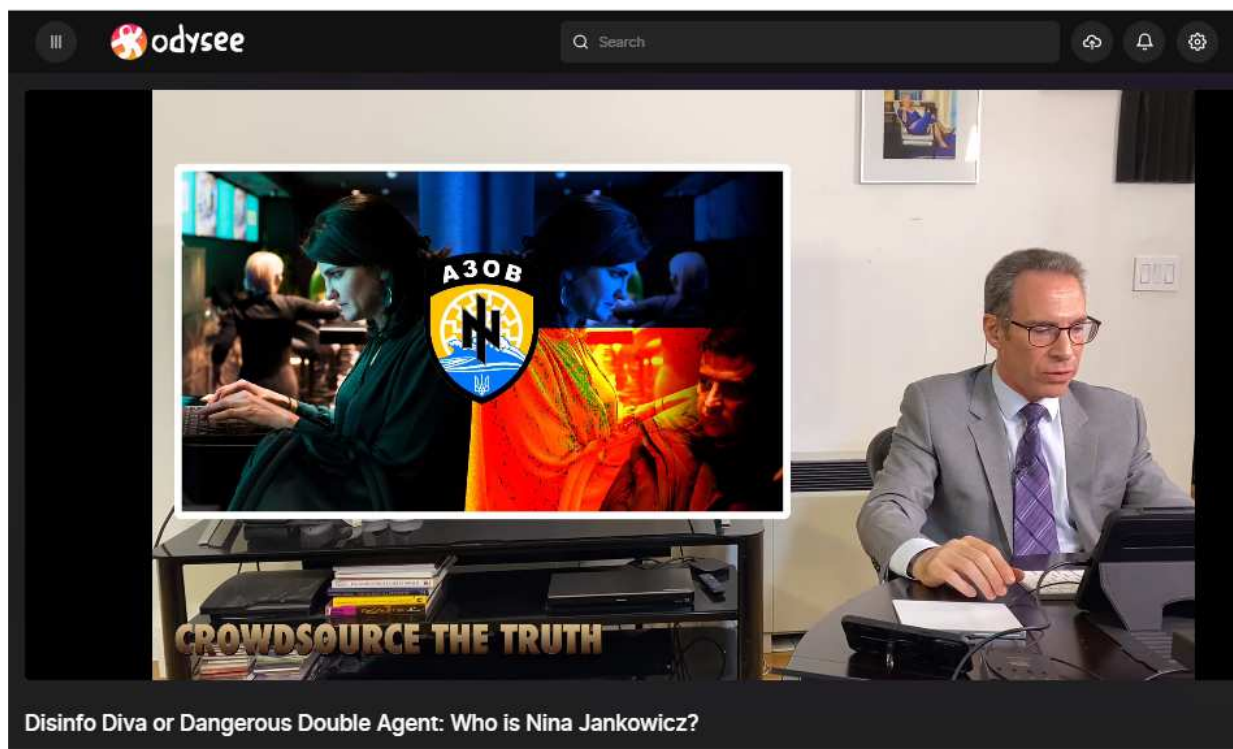 odysee
Search
АЗОВ
CROWDSOURCE THE TRUTH
Disinfo Diva or Dangerous Double Agent: Who is Nina Jankowicz?